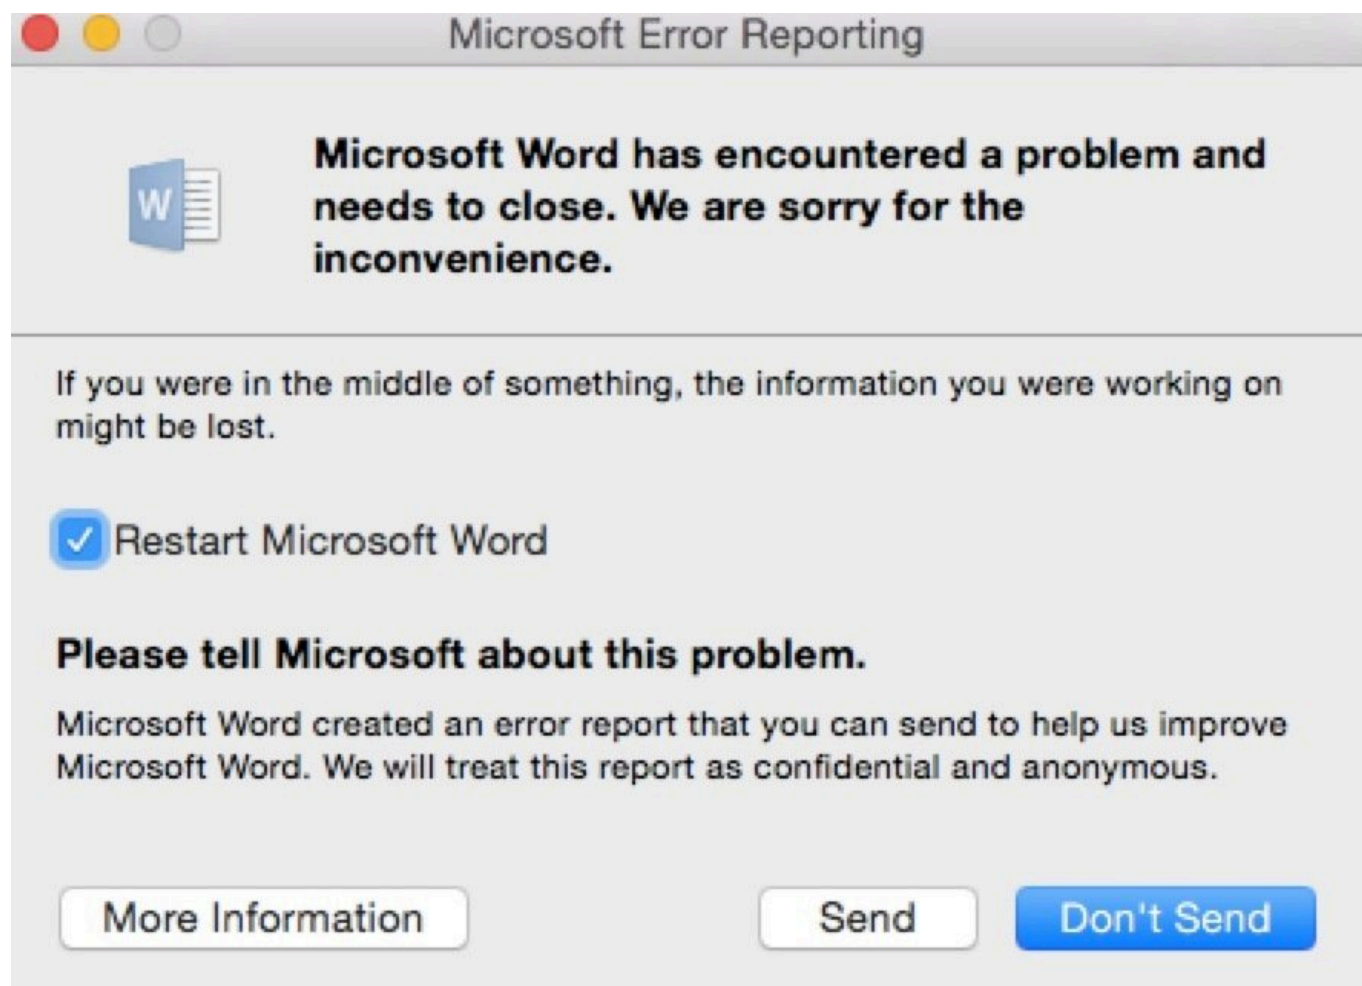 Microsoft Error Reporting
W
Microsoft Word has encountered a problem and
needs to close. We are sorry for the
inconvenience.
If you were in the middle of something, the information you were working on
might be lost.
Restart Microsoft Word
Please tell Microsoft about this problem.
Microsoft Word created an error report that you can send to help us improve
Microsoft Word. We will treat this report as confidential and anonymous.
More Information
Send
Don't Send